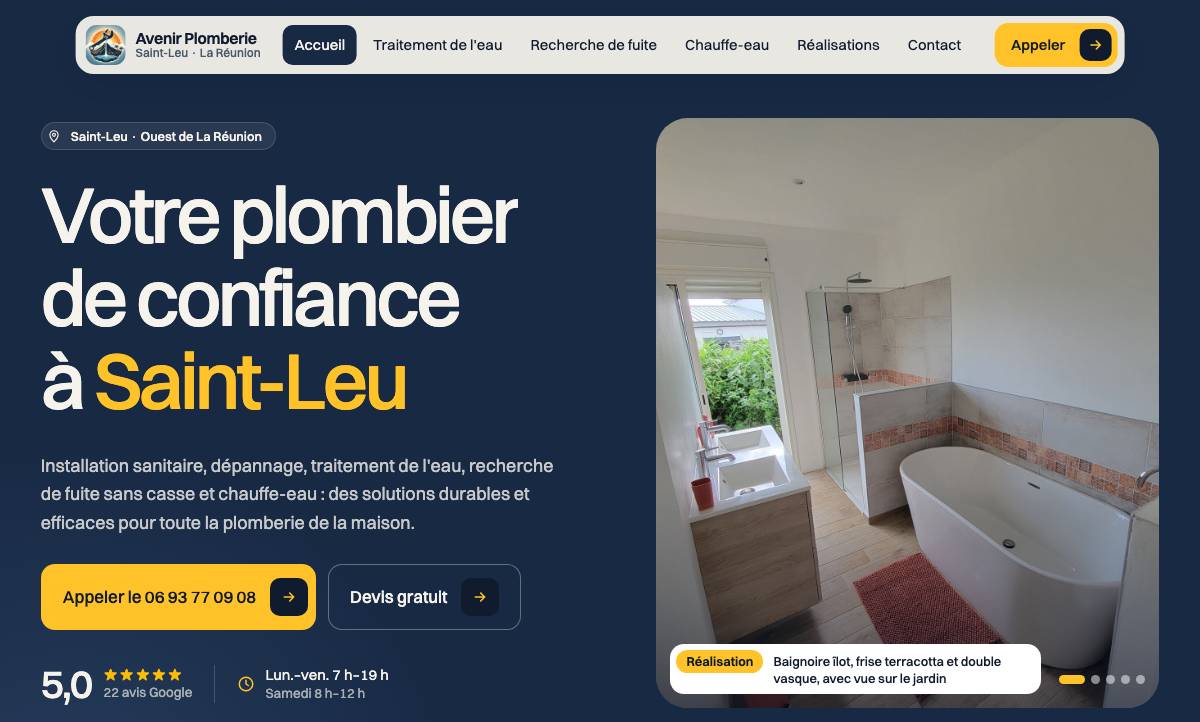 Avenir Plomberie
Saint-Leu · La Réunion
Accueil
Traitement de l'eau
Recherche de fuite
Chauffe-eau
Réalisations
Contact
Appeler
Saint-Leu · Ouest de La Réunion
Votre plombier
de confiance
à Saint-Leu
Installation sanitaire, dépannage, traitement de l'eau, recherche
de fuite sans casse et chauffe-eau : des solutions durables et
efficaces pour toute la plomberie de la maison.
Appeler le 06 93 77 09 08
Devis gratuit
5,0
22 avis Google
Lun.–ven. 7 h–19 h
Samedi 8 h–12 h
Réalisation
Baignoire îlot, frise terracotta et double
vasque, avec vue sur le jardin